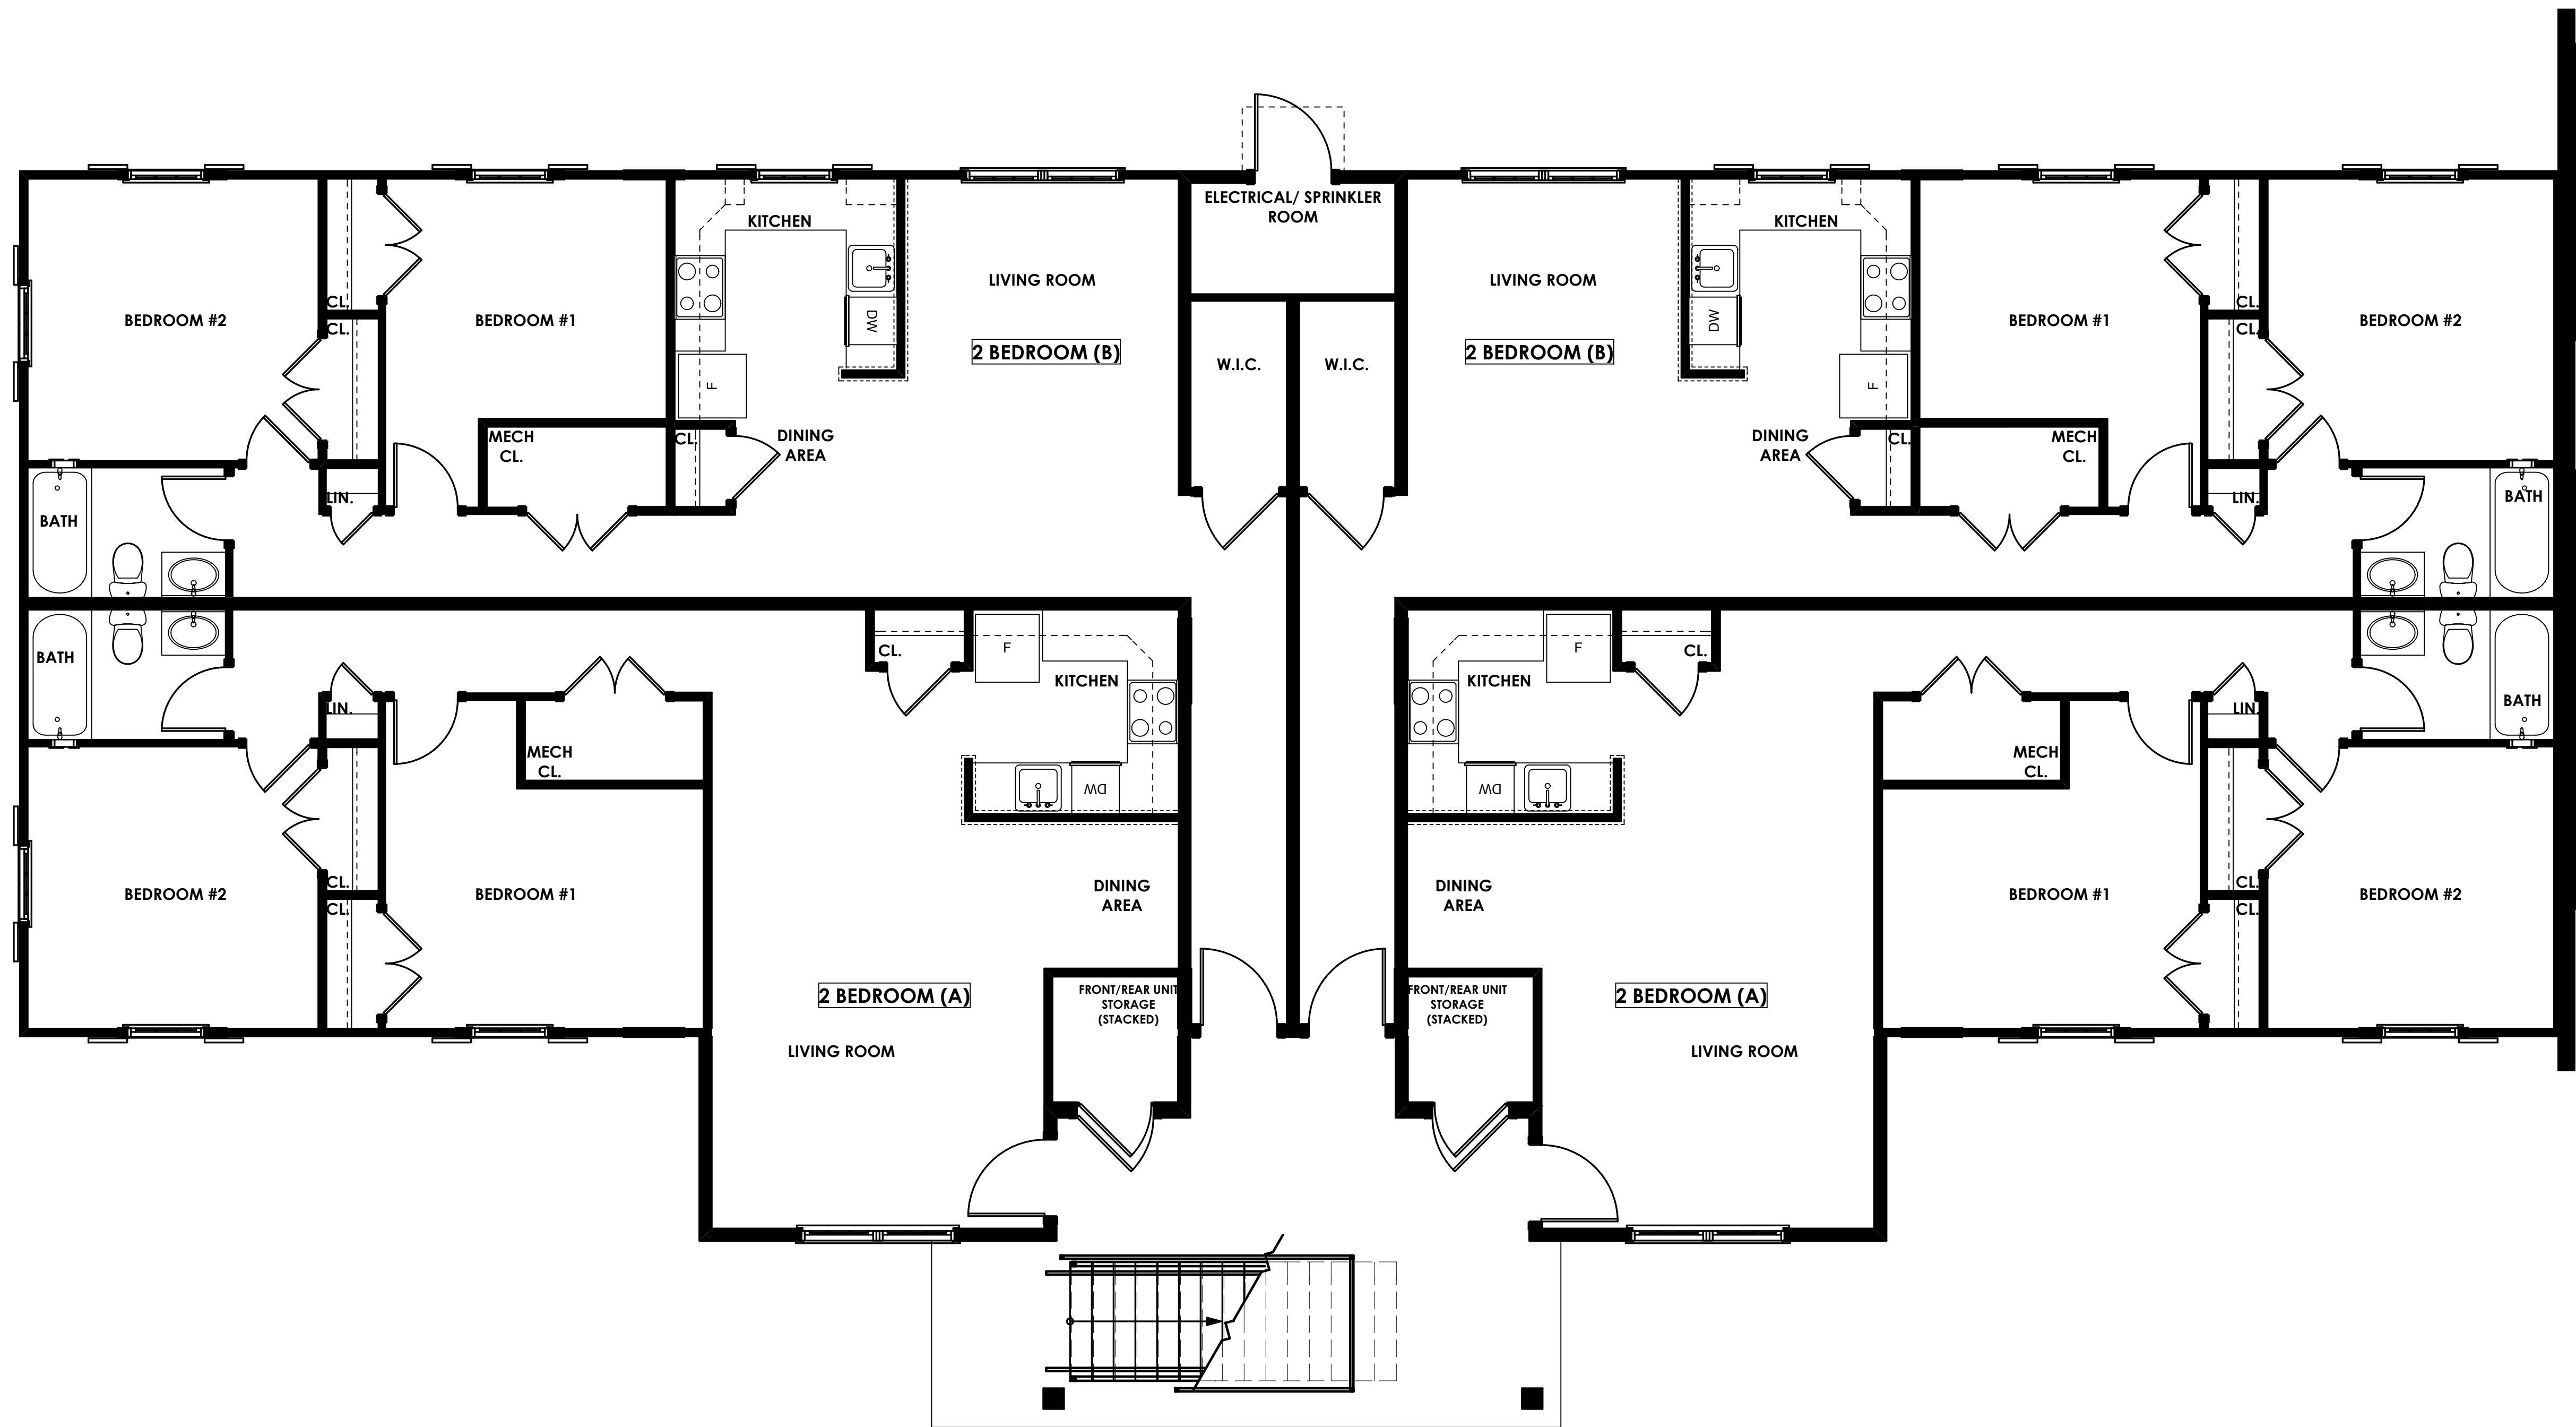 ELECTRICAL/ SPRINKLER
ROOM
KITCHEN
KITCHEN
LIVING ROOM
LIVING ROOM
CL.
CL.
BEDROOM #2
CL.
BEDROOM #1
DW
DW
BEDROOM #1
CL.
BEDROOM #2
2 BEDROOM (B)
2 BEDROOM (B)
W.I.C.
W.I.C.
F
F
MECH
CL.
CL.
DINING
AREA
DINING
AREA
CL.
MECH
CL.
LIN.
LIN.
BATH
BATH
BATH
CL.
F
F
CL.
KITCHEN
KITCHEN
BATH
LIN.
LIN.
MECH
CL.
MECH
CL.
DW
DW
CL.
CL.
BEDROOM #2
CL.
BEDROOM #1
DINING
AREA
DINING
AREA
BEDROOM #1
CL.
BEDROOM #2
2 BEDROOM (A)
FRONT/REAR UNIT
STORAGE
(STACKED)
FRONT/REAR UNIT
STORAGE
(STACKED)
2 BEDROOM (A)
LIVING ROOM
LIVING ROOM